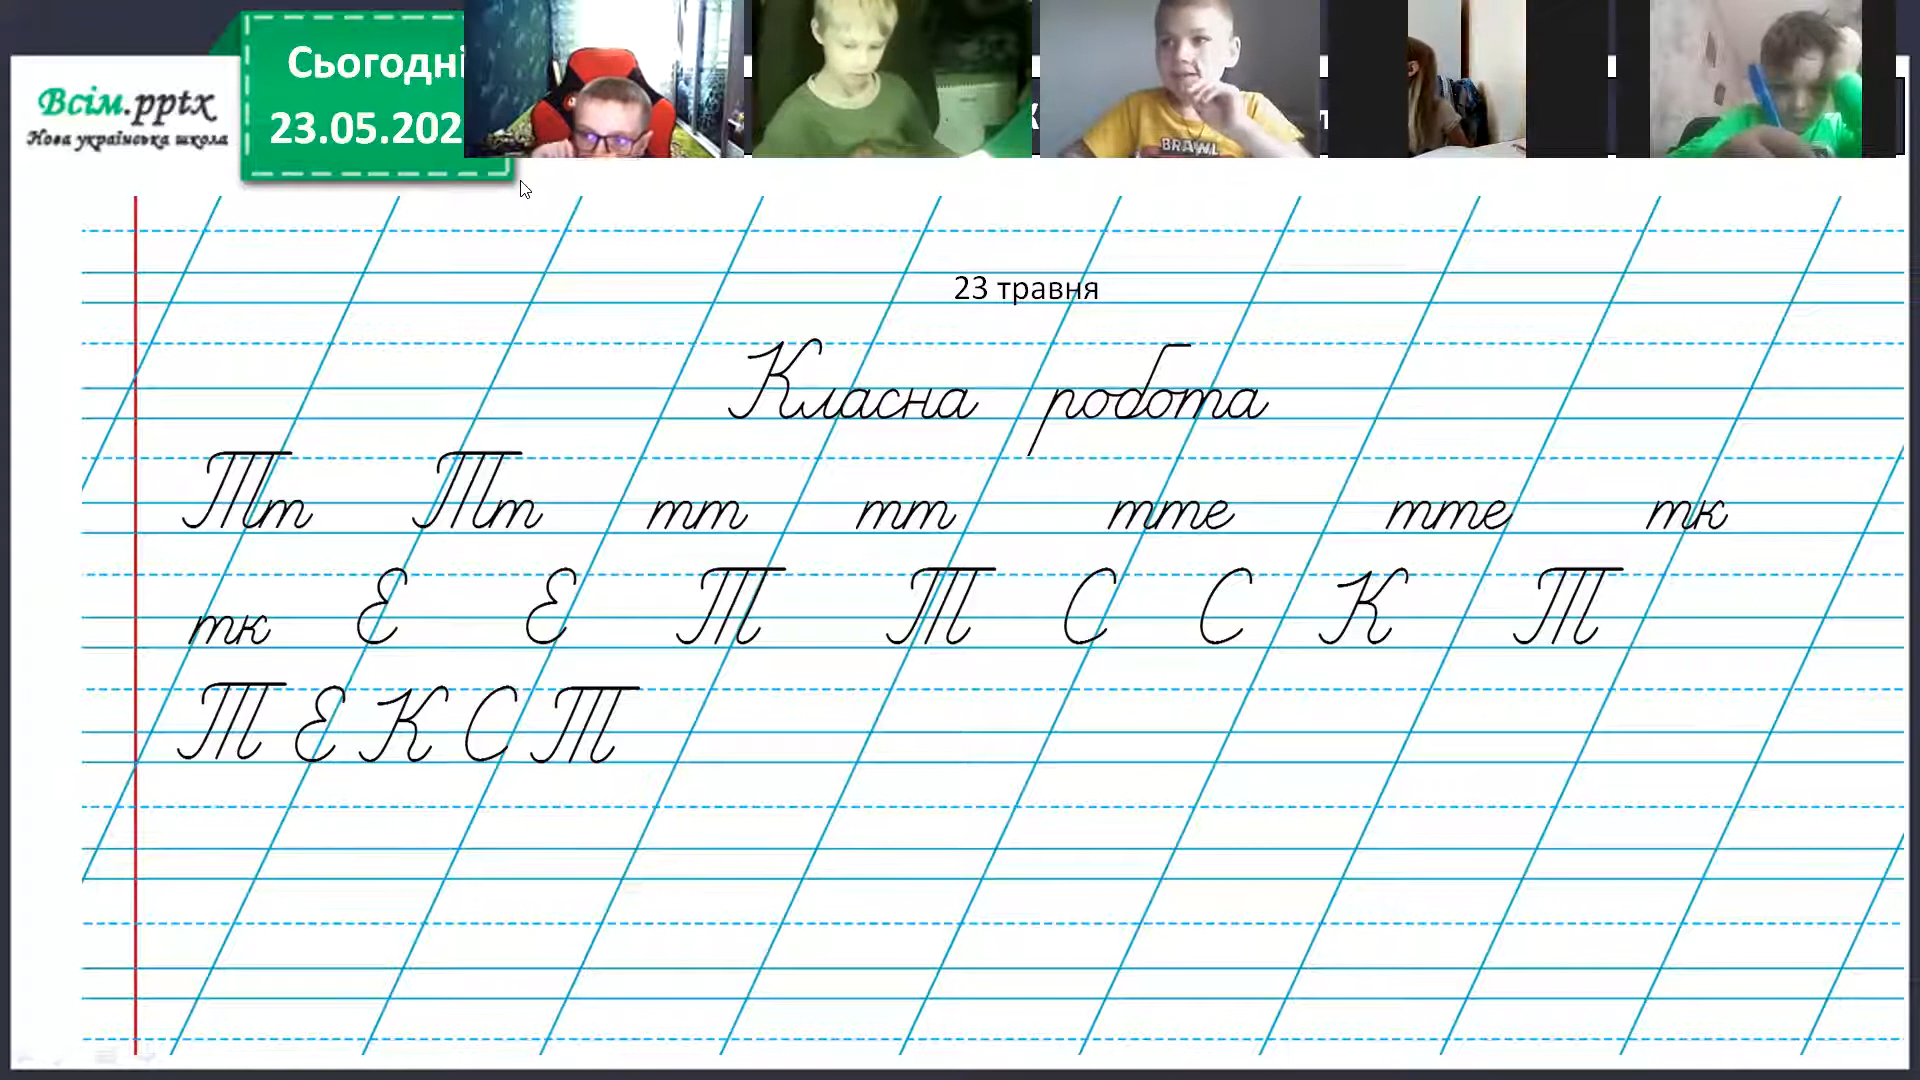 Всім.pptx
Нова українська школа
Сьогодні
23.05.202
BRAWL
23 травня
Класна робота
Тт Тт тт тт тте тте тк
тк Е Е Т Т С С К Т
Т Е К С Т